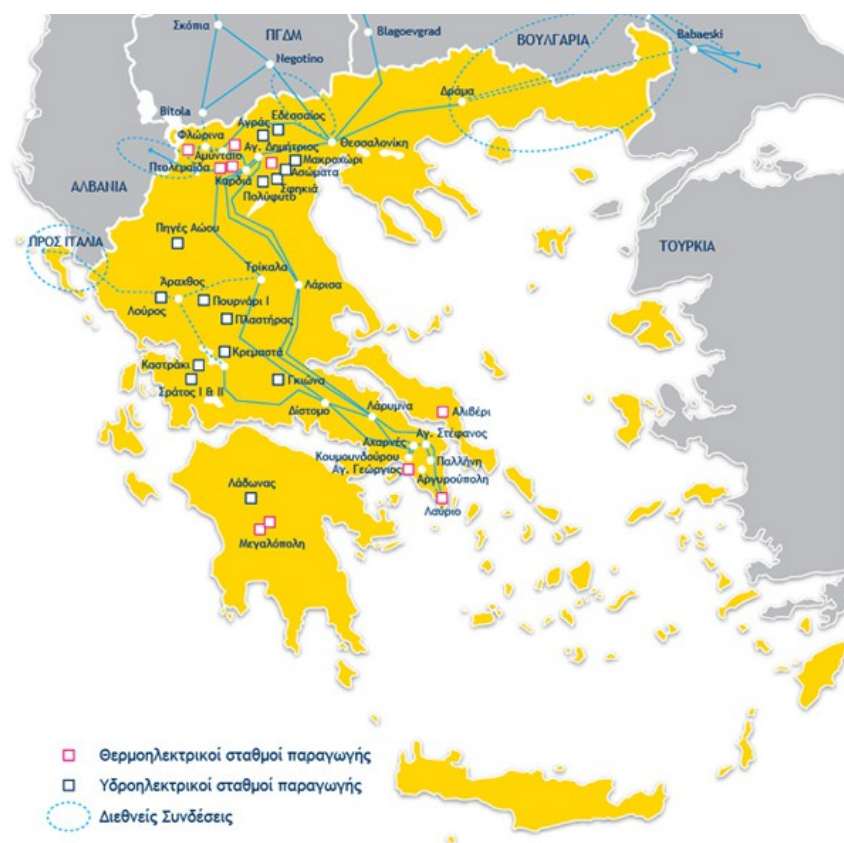 Σκόπια
ΠΓΔΜ
Blagoevgrad
ΒΟΥΛΓΑΡΙΑ
Babaeski
Negotino
Δράμα
Bitola
Εδεσσαίος
Αγράς
Φλώρινα
Θεσσαλονίκη
Αγ. Δημήτριος
Αμύνταιο
Μακροχώρι
Πτολεμαΐδα
Ασώματα
Καρδιά
Σφηκιά
Πολύφυτο
ΑΛΒΑΝΙΑ
Πηγές Αώου
ΠΡΟΣ ΙΤΑΛΙΑ
ΤΟΥΡΚΙΑ
Τρίκαλα
Άραχθος
Λάρισα
Πουρνάρι Ι
Λούρος
Πλαστήρας
Κρεμαστά
Καστράκι
Γκιώνα
Σράτος Ι & ΙΙ
Δίστομο
Λάρυμνα
Αλιβέρι
Αγ. Στέφανος
Αχαρνές
Κουμουνδούρου
Παλλήνη
Αγ. Γεώργιος
Αργυρούπολη
Λαύριο
Λάδωνας
Μεγαλόπολη
Θερμοηλεκτρικοί σταθμοί παραγωγής
Υδροηλεκτρικοί σταθμοί παραγωγής
Διεθνείς Συνδέσεις